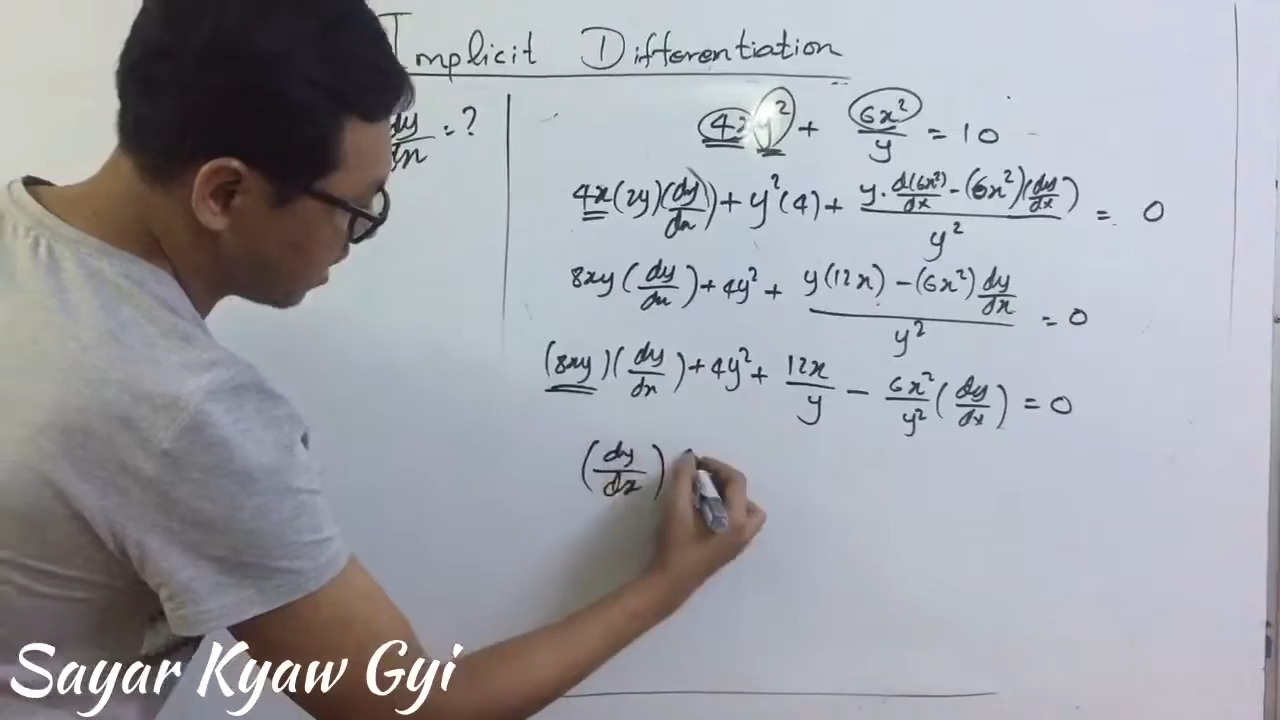 Implicit Differentiation
dy/dx = ?
4x y² + 6x²/y = 10
4x(2y)(dy/dx) + y²(4) + (y · d(6x²)/dx − (6x²)(dy/dx))/y² = 0
8xy(dy/dx) + 4y² + (y(12x) − (6x²)dy/dx)/y² = 0
(8xy)(dy/dx) + 4y² + 12x/y − 6x²/y²(dy/dx) = 0
(dy/dx)
Sayar Kyaw Gyi